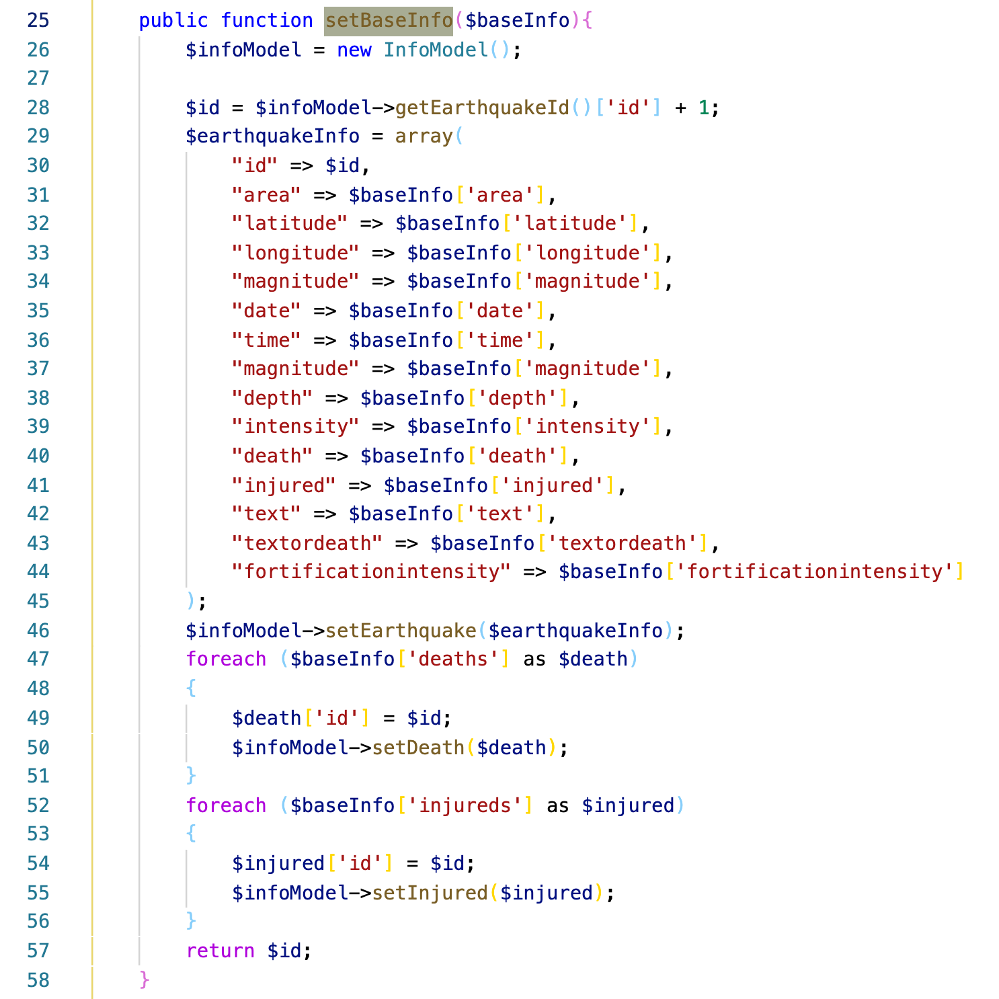 25 public function setBaseInfo($baseInfo){
26 $infoModel = new InfoModel();
27
28 $id = $infoModel->getEarthquakeId()['id'] + 1;
29 $earthquakeInfo = array(
30 "id" => $id,
31 "area" => $baseInfo['area'],
32 "latitude" => $baseInfo['latitude'],
33 "longitude" => $baseInfo['longitude'],
34 "magnitude" => $baseInfo['magnitude'],
35 "date" => $baseInfo['date'],
36 "time" => $baseInfo['time'],
37 "magnitude" => $baseInfo['magnitude'],
38 "depth" => $baseInfo['depth'],
39 "intensity" => $baseInfo['intensity'],
40 "death" => $baseInfo['death'],
41 "injured" => $baseInfo['injured'],
42 "text" => $baseInfo['text'],
43 "textordeath" => $baseInfo['textordeath'],
44 "fortificationintensity" => $baseInfo['fortificationintensity']
45 );
46 $infoModel->setEarthquake($earthquakeInfo);
47 foreach ($baseInfo['deaths'] as $death)
48 {
49 $death['id'] = $id;
50 $infoModel->setDeath($death);
51 }
52 foreach ($baseInfo['injureds'] as $injured)
53 {
54 $injured['id'] = $id;
55 $infoModel->setInjured($injured);
56 }
57 return $id;
58 }